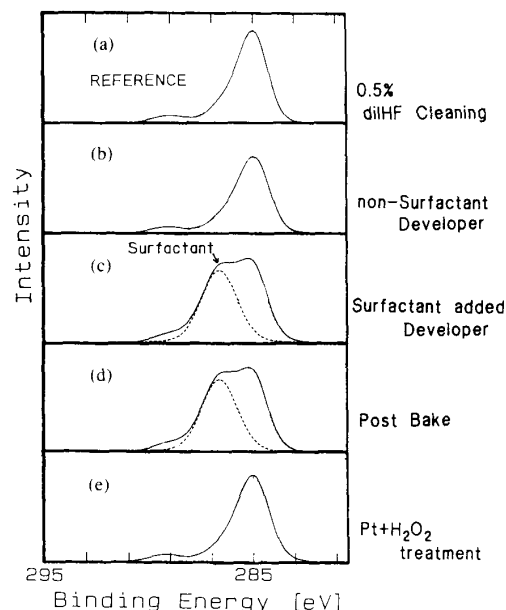 (a)
REFERENCE
0.5%
dilHF Cleaning
(b)
non-Surfactant
Developer
(c)
Surfactant
Surfactant added
Developer
(d)
Post Bake
(e)
Pt+H₂O₂
treatment
Intensity
295
285
Binding Energy [eV]